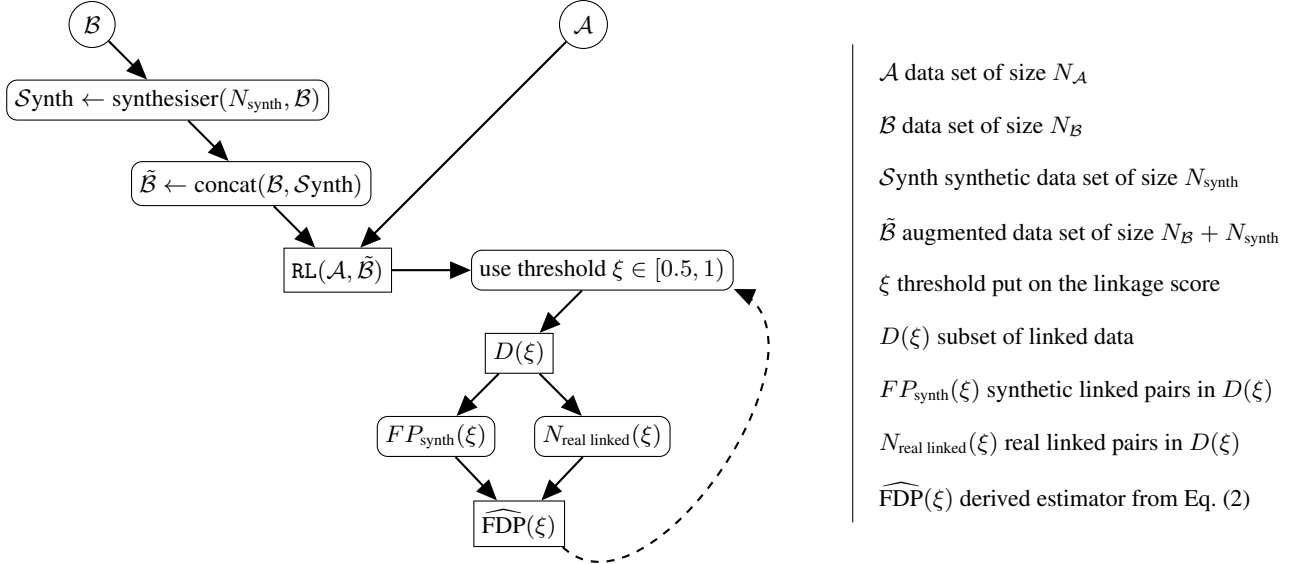 ℬ
𝒜
𝒮ynth ← synthesiser(N_synth, ℬ)
ℬ̃ ← concat(ℬ, 𝒮ynth)
RL(𝒜, ℬ̃)
use threshold ξ ∈ [0.5, 1)
D(ξ)
FP_synth(ξ)
N_real linked(ξ)
F̂DP(ξ)
𝒜 data set of size N_𝒜
ℬ data set of size N_ℬ
𝒮ynth synthetic data set of size N_synth
ℬ̃ augmented data set of size N_ℬ + N_synth
ξ threshold put on the linkage score
D(ξ) subset of linked data
FP_synth(ξ) synthetic linked pairs in D(ξ)
N_real linked(ξ) real linked pairs in D(ξ)
F̂DP(ξ) derived estimator from Eq. (2)